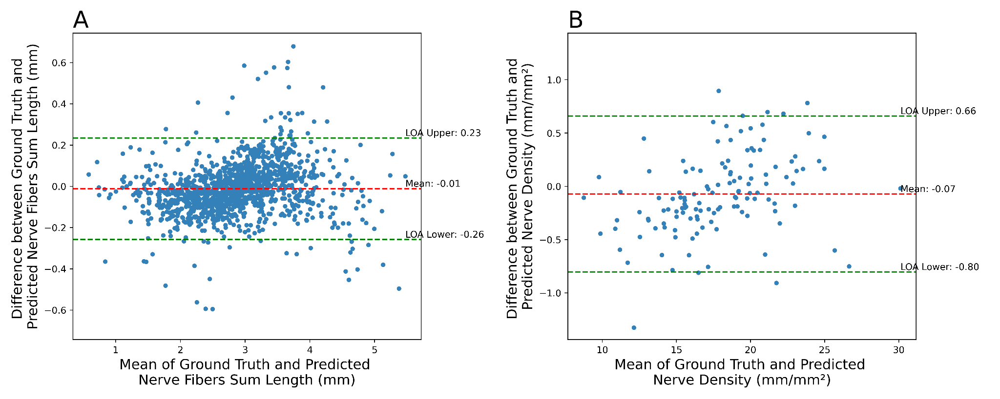 A
Difference between Ground Truth and
Predicted Nerve Fibers Sum Length (mm)
0.6
0.4
0.2
0.0
−0.2
−0.4
−0.6
LOA Upper: 0.23
Mean: -0.01
LOA Lower: -0.26
1 2 3 4 5
Mean of Ground Truth and Predicted
Nerve Fibers Sum Length (mm)
B
Difference between Ground Truth and
Predicted Nerve Density (mm/mm²)
1.0
0.5
0.0
−0.5
−1.0
LOA Upper: 0.66
Mean: -0.07
LOA Lower: -0.80
10 15 20 25 30
Mean of Ground Truth and Predicted
Nerve Density (mm/mm²)